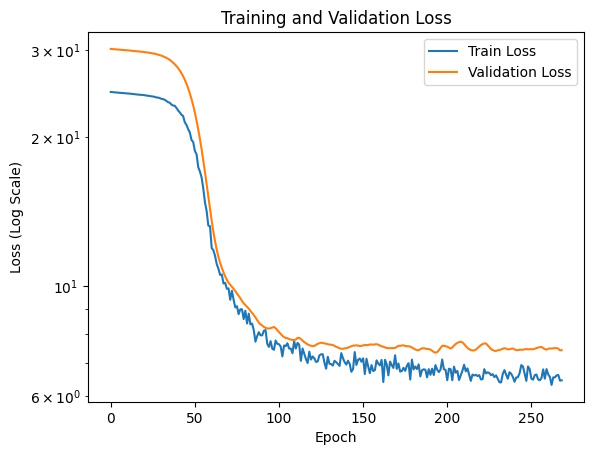 Training and Validation Loss
Train Loss
Validation Loss
3 × 10¹
2 × 10¹
10¹
6 × 10⁰
Loss (Log Scale)
0 50 100 150 200 250
Epoch